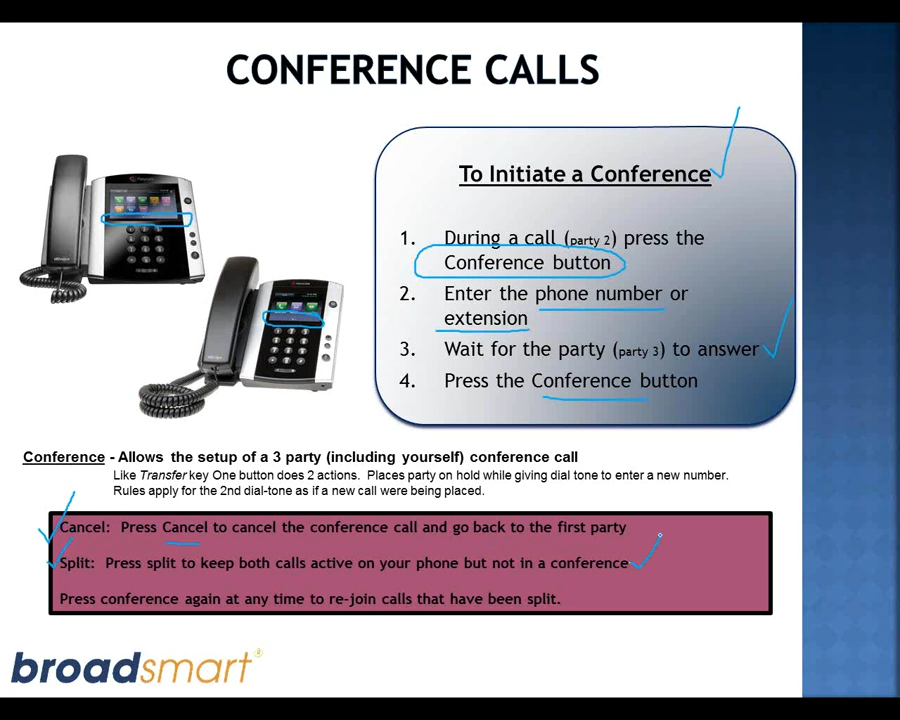 CONFERENCE CALLS
To Initiate a Conference
1. During a call (party 2) press the
Conference button
2. Enter the phone number or
extension
3. Wait for the party (party 3) to answer
4. Press the Conference button
Conference - Allows the setup of a 3 party (including yourself) conference call
Like Transfer key One button does 2 actions. Places party on hold while giving dial tone to enter a new number.
Rules apply for the 2nd dial-tone as if a new call were being placed.
Cancel: Press Cancel to cancel the conference call and go back to the first party
Split: Press split to keep both calls active on your phone but not in a conference
Press conference again at any time to re-join calls that have been split.
broadsmart